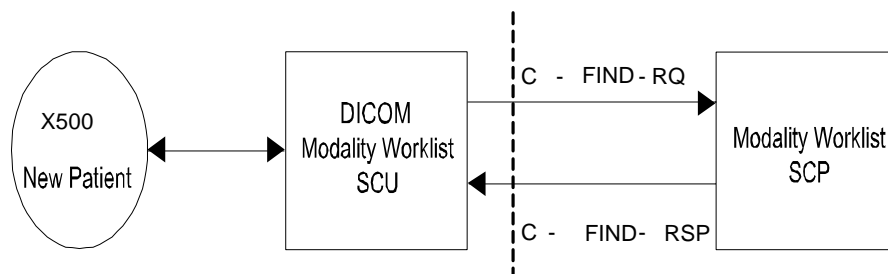 X500
New Patient
DICOM
Modality Worklist
SCU
C - FIND - RQ
C - FIND- RSP
Modality Worklist
SCP